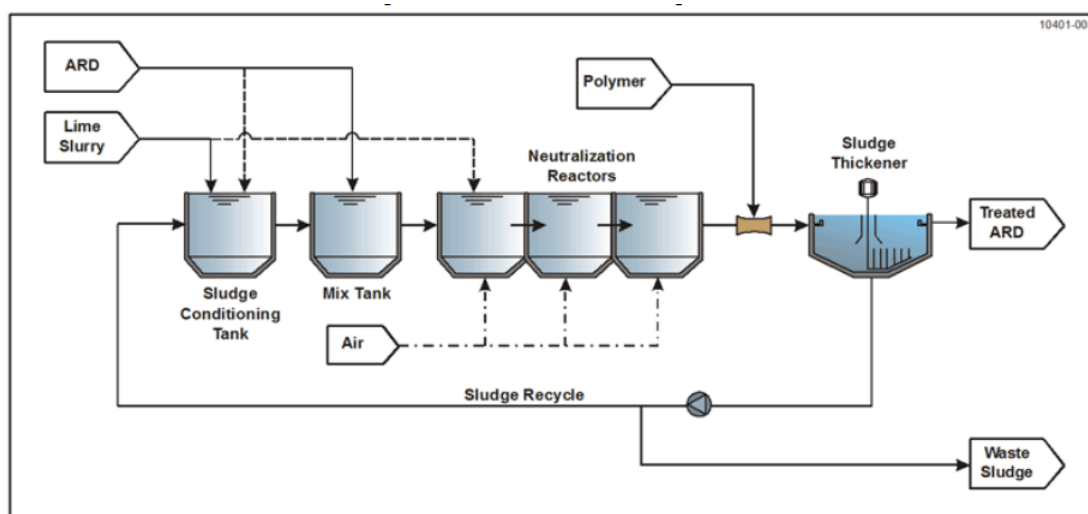 10401-00
ARD
Lime
Slurry
Polymer
Neutralization
Reactors
Sludge
Thickener
Treated
ARD
Sludge
Conditioning
Tank
Mix Tank
Air
Sludge Recycle
Waste
Sludge